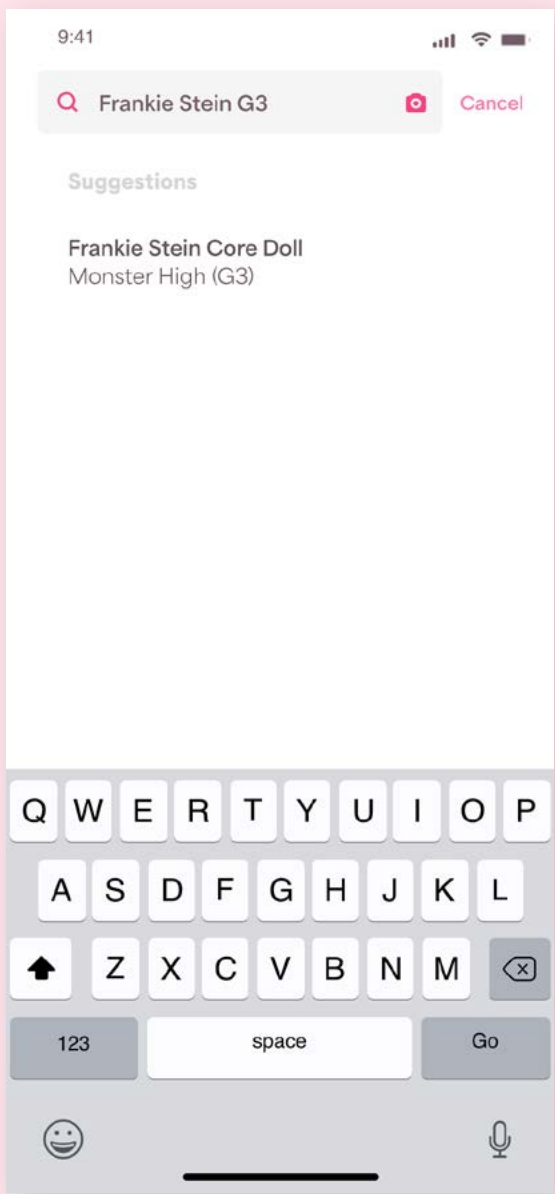 9:41
Frankie Stein G3
Cancel
Suggestions
Frankie Stein Core Doll
Monster High (G3)
Q W E R T Y U I O P
A S D F G H J K L
Z X C V B N M
123 space Go